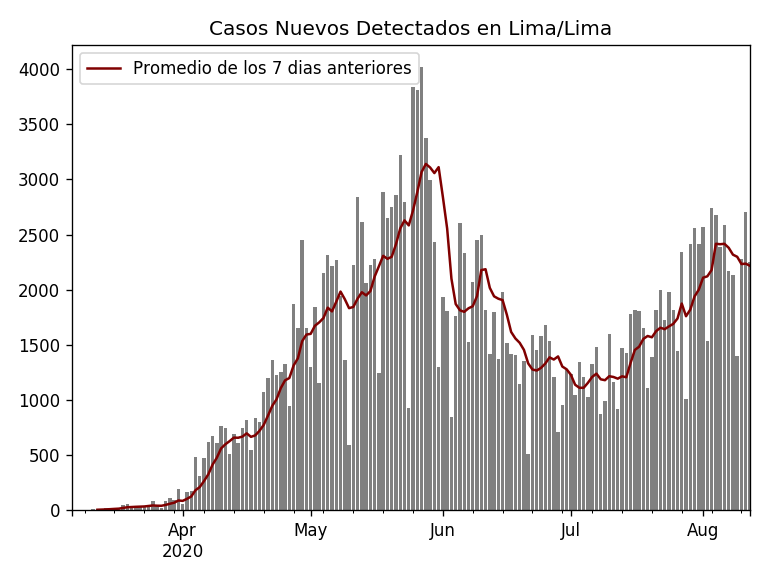 Casos Nuevos Detectados en Lima/Lima
Promedio de los 7 dias anteriores
4000
3500
3000
2500
2000
1500
1000
500
0
Apr
2020
May
Jun
Jul
Aug